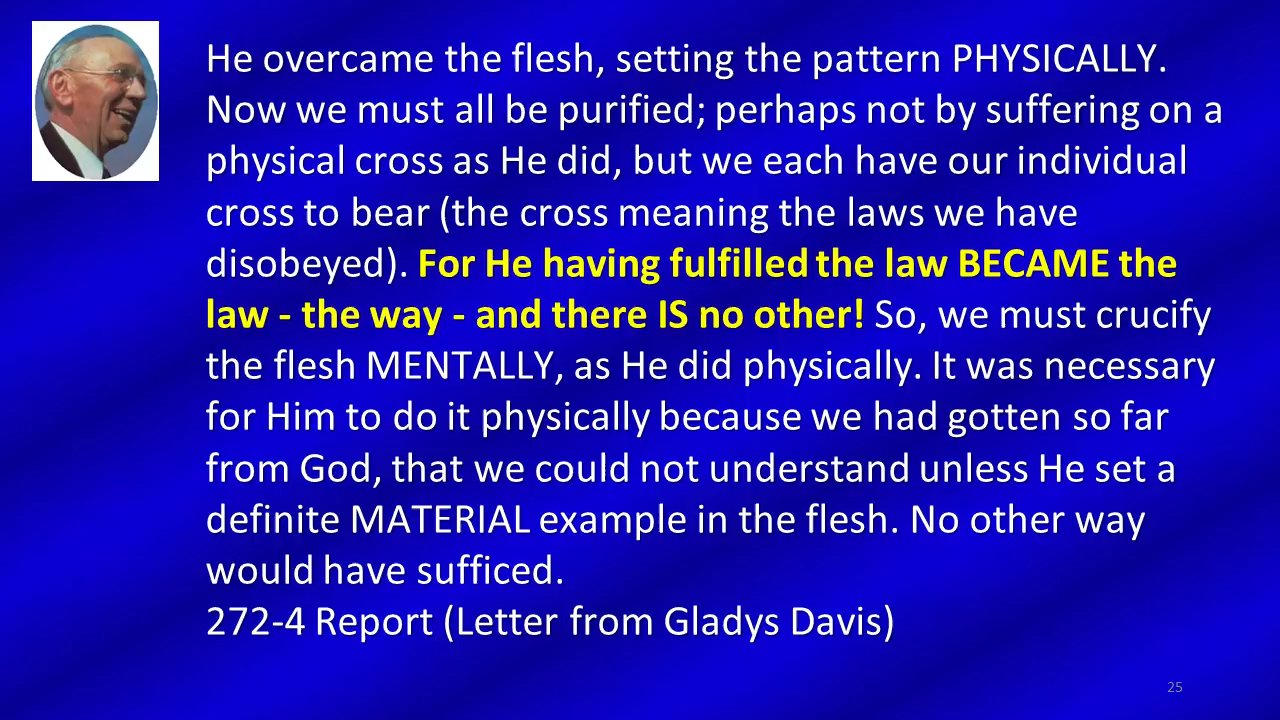 He overcame the flesh, setting the pattern PHYSICALLY.
Now we must all be purified; perhaps not by suffering on a
physical cross as He did, but we each have our individual
cross to bear (the cross meaning the laws we have
disobeyed). For He having fulfilled the law BECAME the
law - the way - and there IS no other! So, we must crucify
the flesh MENTALLY, as He did physically. It was necessary
for Him to do it physically because we had gotten so far
from God, that we could not understand unless He set a
definite MATERIAL example in the flesh. No other way
would have sufficed.
272-4 Report (Letter from Gladys Davis)
25